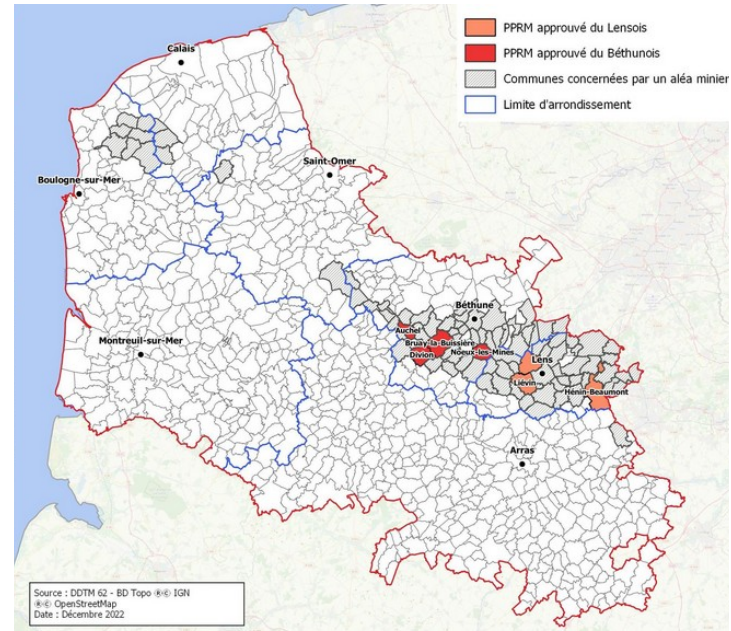 PPRM approuvé du Lensois
PPRM approuvé du Béthunois
Communes concernées par un aléa minier
Limite d'arrondissement
Calais
Saint-Omer
Boulogne-sur-Mer
Béthune
Auchel
Bruay-la-Buissière
Montreuil-sur-Mer
Divion
Noeux-les-Mines
Lens
Liévin
Hénin-Beaumont
Arras
Source : DDTM 62 - BD Topo ®© IGN
®© OpenStreetMap
Date : Décembre 2022